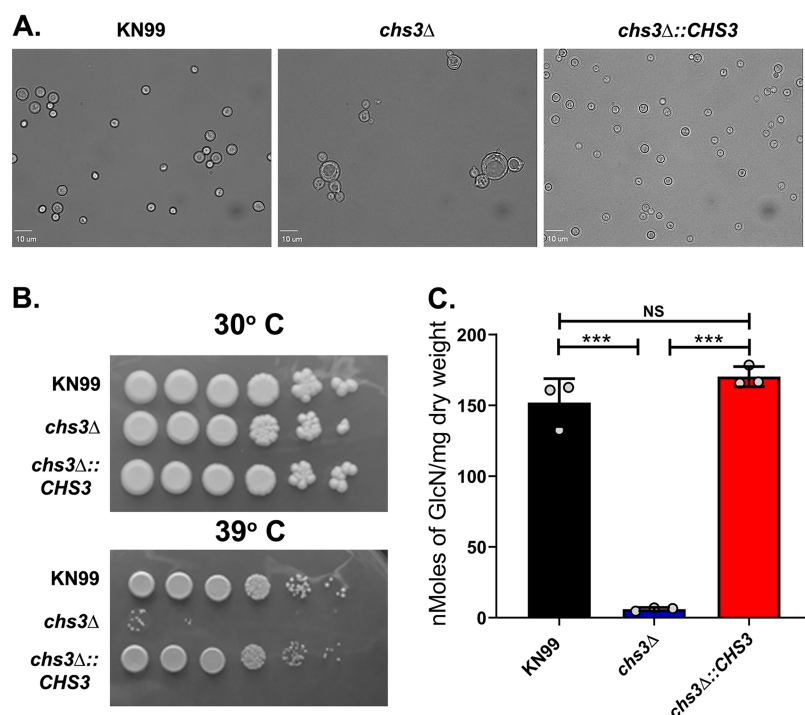 A.
KN99
chs3Δ
chs3Δ::CHS3
10 um
10 um
10 um
B.
30° C
KN99
chs3Δ
chs3Δ::
CHS3
39° C
KN99
chs3Δ
chs3Δ::
CHS3
C.
NS
*** ***
nMoles of GlcN/mg dry weight
200
150
100
50
0
KN99
chs3Δ
chs3Δ::CHS3